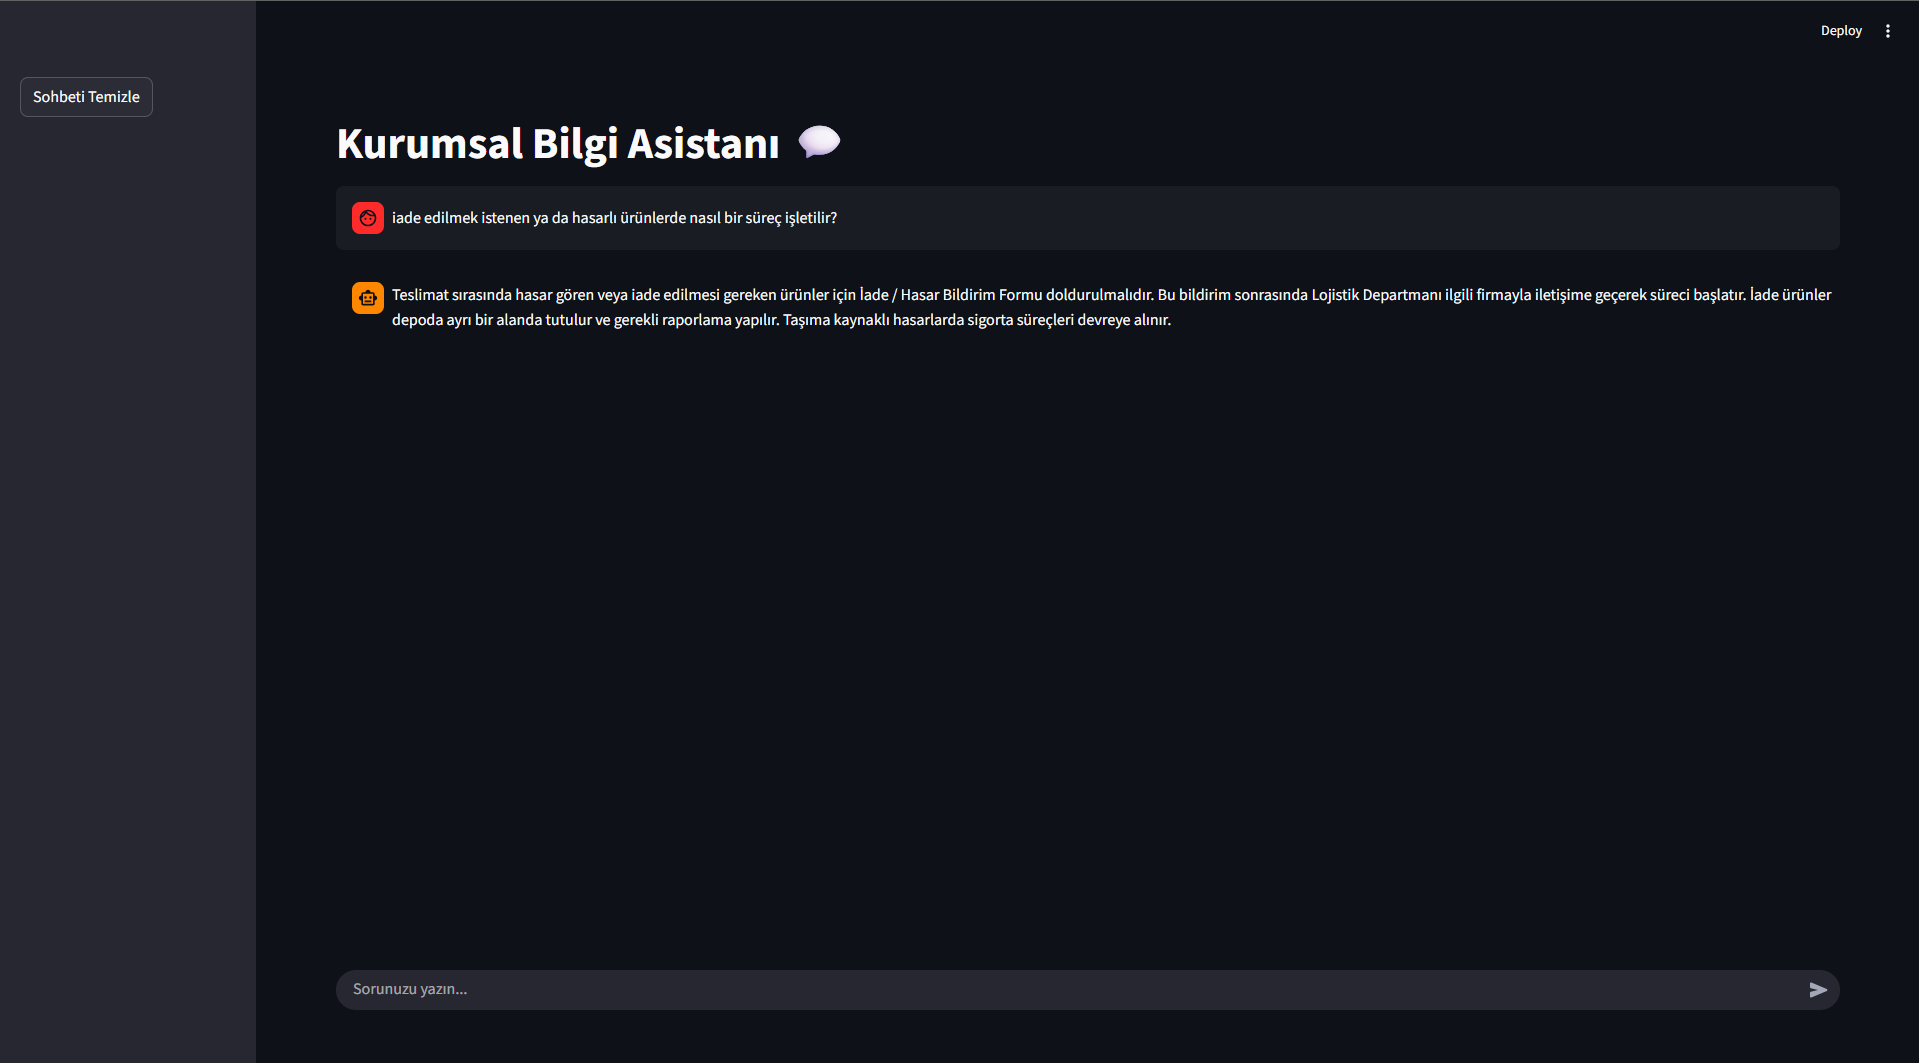 Deploy
Sohbeti Temizle
Kurumsal Bilgi Asistanı
iade edilmek istenen ya da hasarlı ürünlerde nasıl bir süreç işletilir?
Teslimat sırasında hasar gören veya iade edilmesi gereken ürünler için İade / Hasar Bildirim Formu doldurulmalıdır. Bu bildirim sonrasında Lojistik Departmanı ilgili firmayla iletişime geçerek süreci başlatır. İade ürünler
depoda ayrı bir alanda tutulur ve gerekli raporlama yapılır. Taşıma kaynaklı hasarlarda sigorta süreçleri devreye alınır.
Sorunuzu yazın...